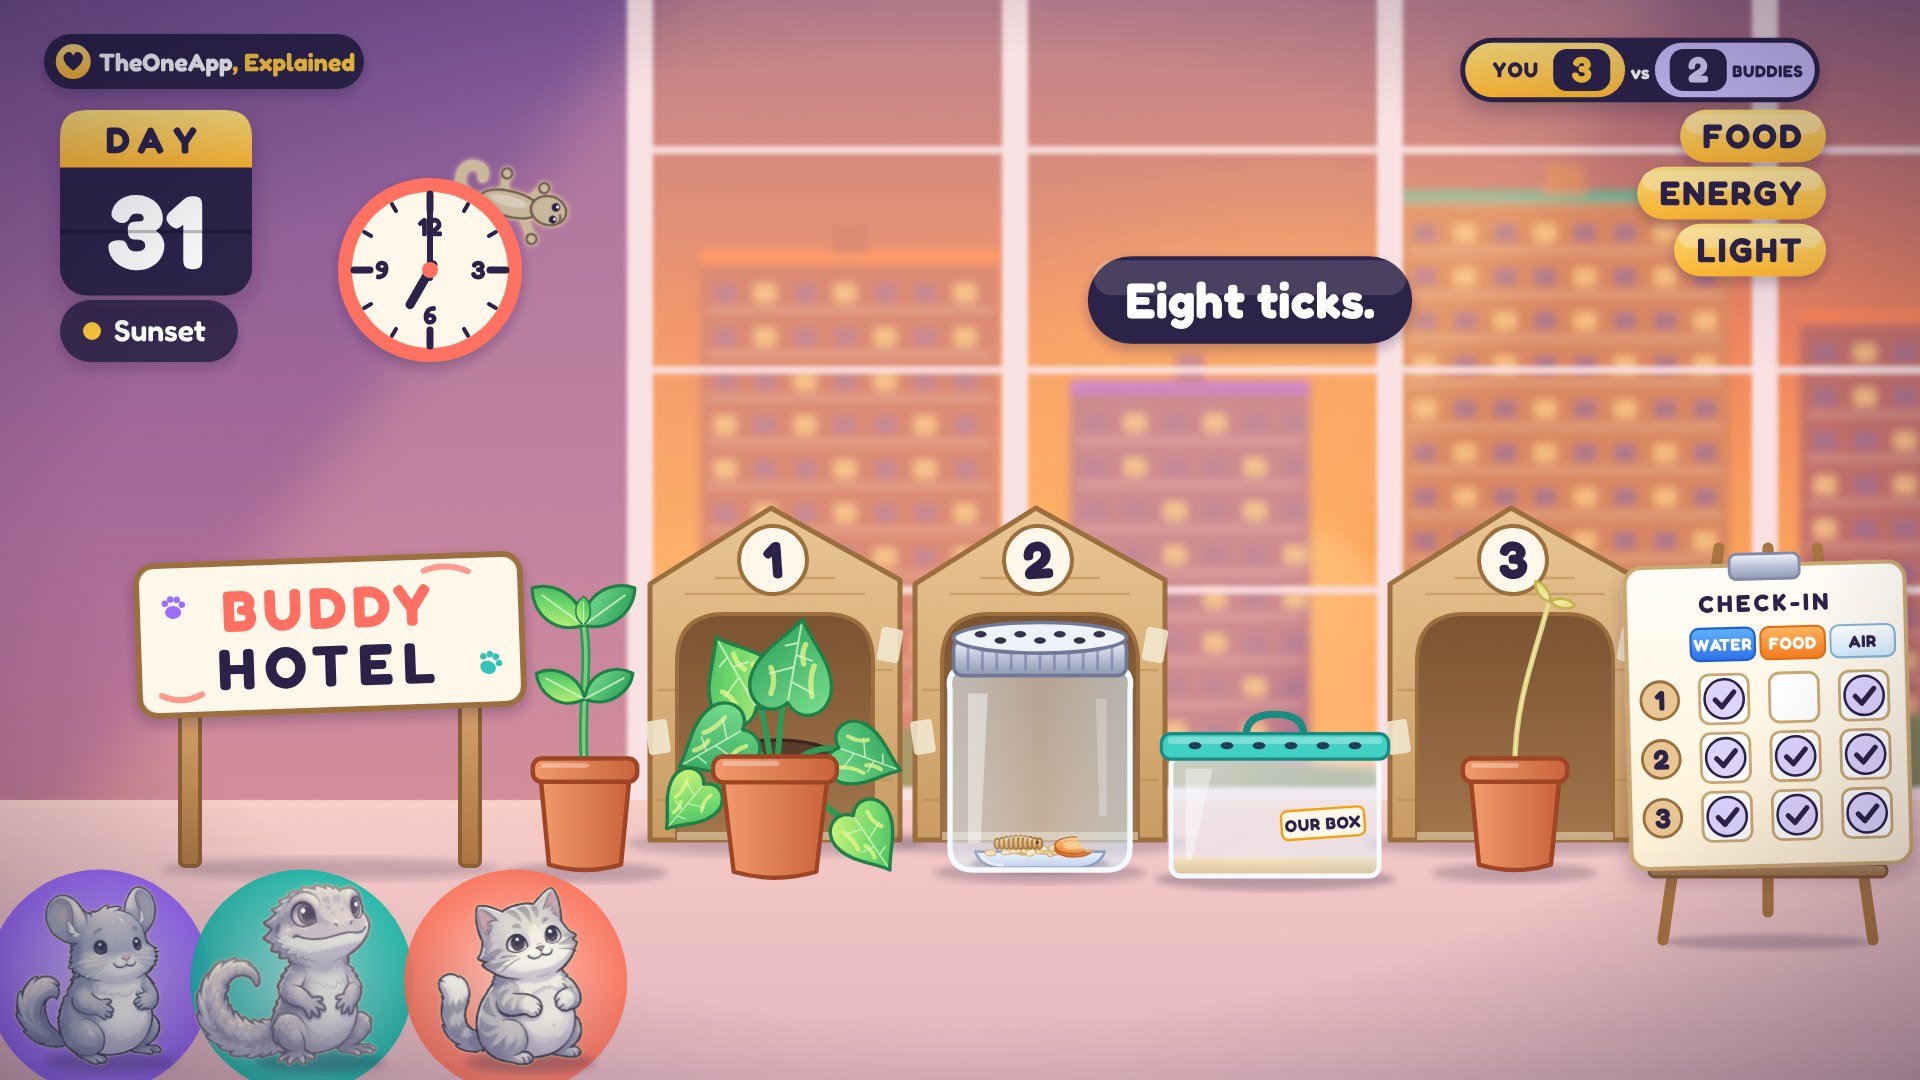 TheOneApp, Explained
DAY
31
Sunset
12
3
6
9
YOU 3 vs 2 BUDDIES
FOOD
ENERGY
LIGHT
Eight ticks.
BUDDY
HOTEL
1
2
3
OUR BOX
CHECK-IN
WATER FOOD AIR
1
2
3